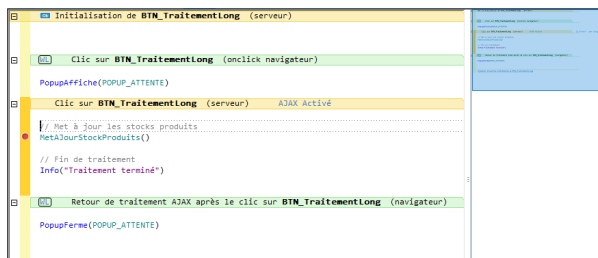 Initialisation de BTN_TraitementLong (serveur)
WL Clic sur BTN_TraitementLong (onclick navigateur)
PopupAffiche(POPUP_ATTENTE)
Clic sur BTN_TraitementLong (serveur) AJAX Activé
// Met à jour les stocks produits
MetAJourStockProduits()
// Fin de traitement
Info("Traitement terminé")
WL Retour de traitement AJAX après le clic sur BTN_TraitementLong (navigateur)
PopupFerme(POPUP_ATTENTE)